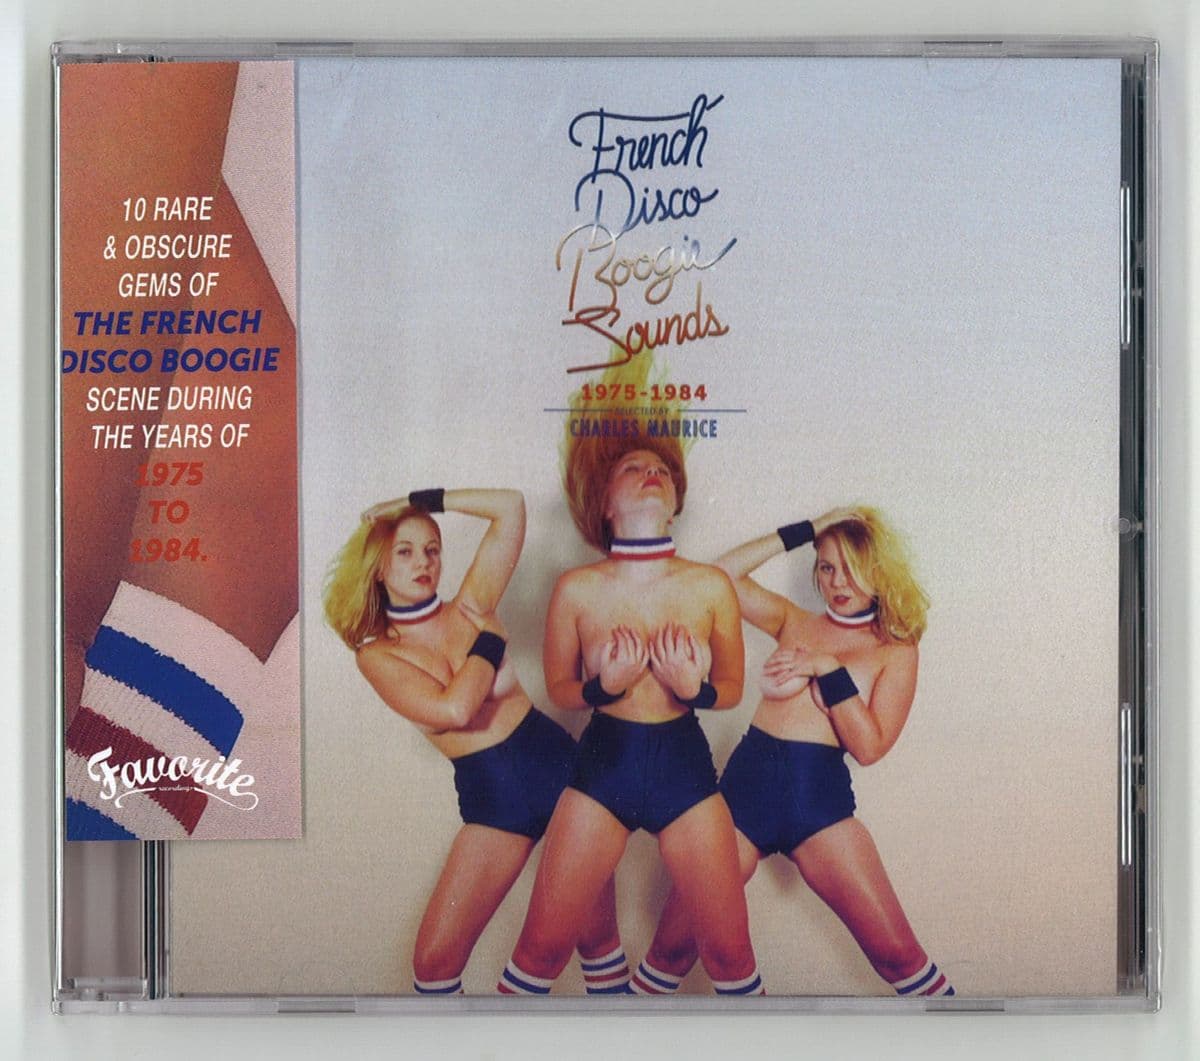 10 RARE
& OBSCURE
GEMS OF
THE FRENCH
DISCO BOOGIE
SCENE DURING
THE YEARS OF
1975
TO
1984.
Favorite
recordings
French
Disco
Boogie
Sounds
1975-1984
SELECTED BY
CHARLES MAURICE